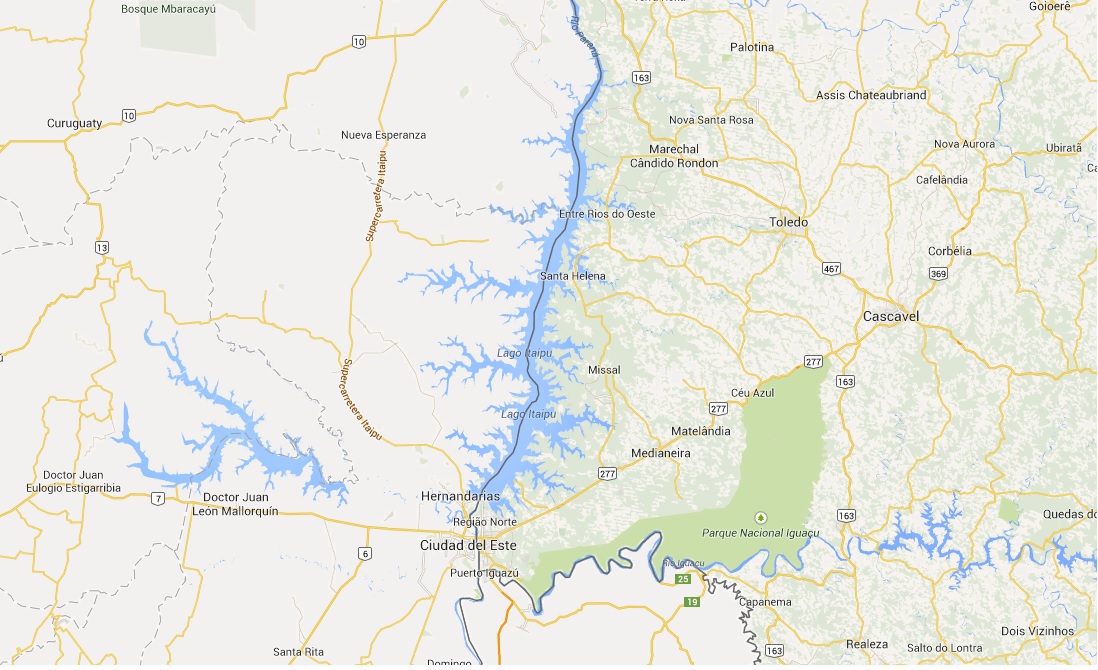 Bosque Mbaracayú
10
Río Paraná
Goioerê
Palotina
163
Assis Chateaubriand
10
Curuguaty
Nueva Esperanza
Nova Santa Rosa
Marechal
Cândido Rondon
Nova Aurora
Ubiratã
Cafelândia
Supercarretera Itaipu
Entre Rios do Oeste
Toledo
13
Corbélia
467
369
Santa Helena
Cascavel
Lago Itaipu
Missal
277
163
Supercarretera Itaipu
Céu Azul
277
Lago Itaipu
Matelândia
Medianeira
277
Doctor Juan
Eulogio Estigarribia
7
Doctor Juan
León Mallorquín
Hernandarias
Região Norte
163
Quedas do
Parque Nacional Iguaçu
Ciudad del Este
6
Puerto Iguazú
Rio Iguaçu
25
19
Capanema
Dois Vizinhos
Realeza
Salto do Lontra
163
Santa Rita
Domingo